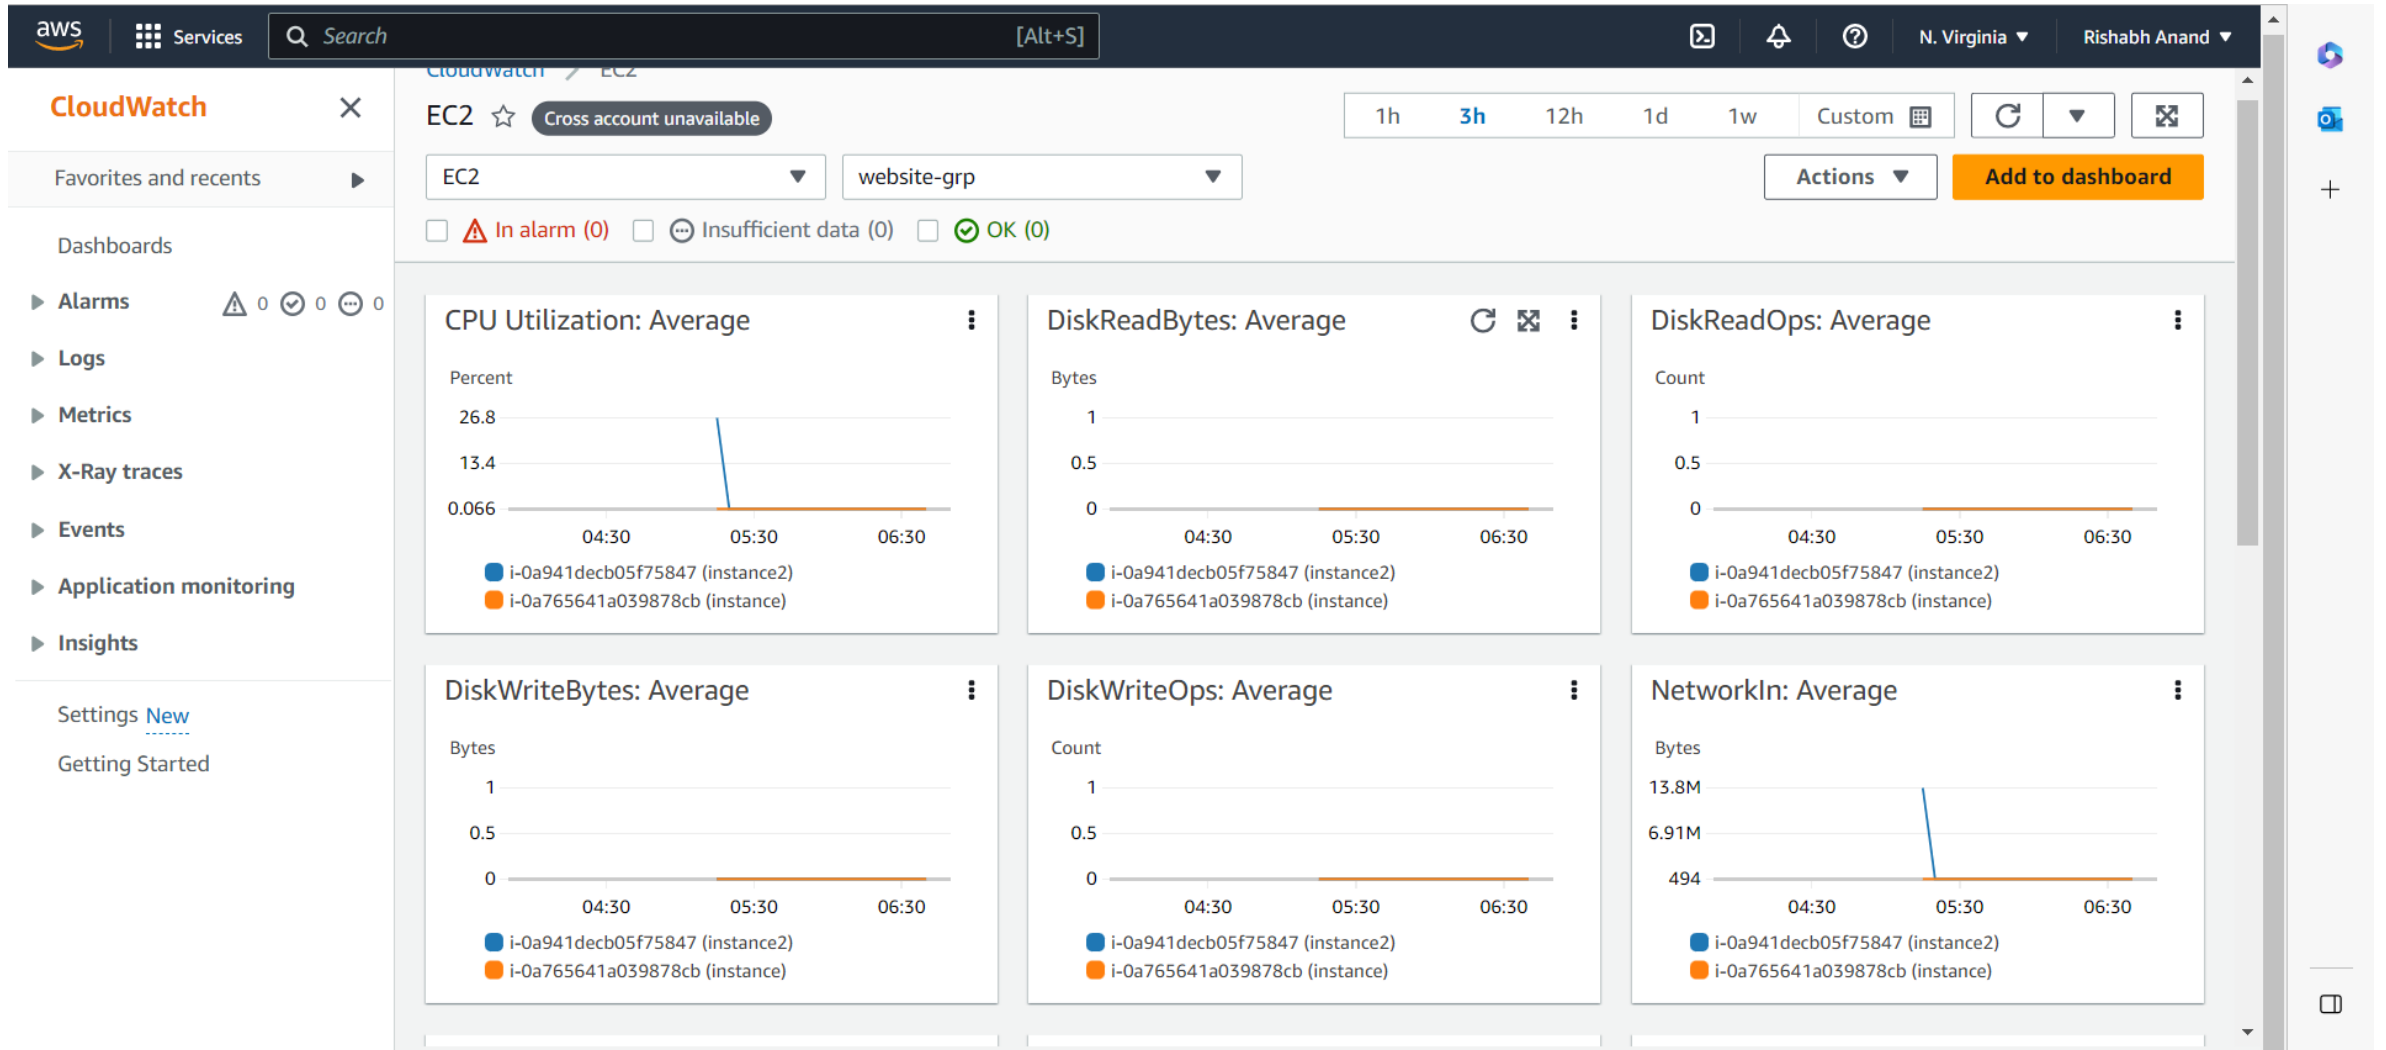 aws
Services
Search
[Alt+S]
N. Virginia
Rishabh Anand
CloudWatch
Favorites and recents
Dashboards
Alarms
0
0
0
Logs
Metrics
X-Ray traces
Events
Application monitoring
Insights
Settings New
Getting Started
CloudWatch / EC2
EC2
Cross account unavailable
1h
3h
12h
1d
1w
Custom
EC2
website-grp
Actions
Add to dashboard
In alarm (0)
Insufficient data (0)
OK (0)
CPU Utilization: Average
Percent
26.8
13.4
0.066
04:30
05:30
06:30
i-0a941decb05f75847 (instance2)
i-0a765641a039878cb (instance)
DiskReadBytes: Average
Bytes
1
0.5
0
04:30
05:30
06:30
i-0a941decb05f75847 (instance2)
i-0a765641a039878cb (instance)
DiskReadOps: Average
Count
1
0.5
0
04:30
05:30
06:30
i-0a941decb05f75847 (instance2)
i-0a765641a039878cb (instance)
DiskWriteBytes: Average
Bytes
1
0.5
0
04:30
05:30
06:30
i-0a941decb05f75847 (instance2)
i-0a765641a039878cb (instance)
DiskWriteOps: Average
Count
1
0.5
0
04:30
05:30
06:30
i-0a941decb05f75847 (instance2)
i-0a765641a039878cb (instance)
NetworkIn: Average
Bytes
13.8M
6.91M
494
04:30
05:30
06:30
i-0a941decb05f75847 (instance2)
i-0a765641a039878cb (instance)